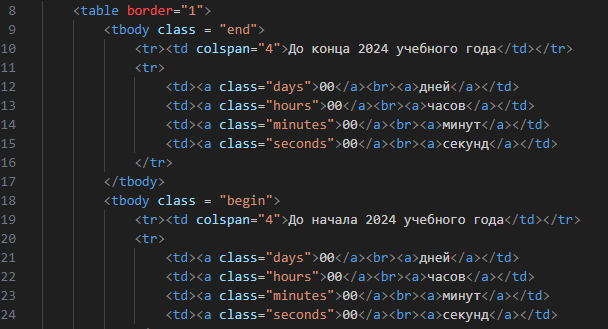 8 <table border="1">
9 <tbody class = "end">
10 <tr><td colspan="4">До конца 2024 учебного года</td></tr>
11 <tr>
12 <td><a class="days">00</a><br><a>дней</a></td>
13 <td><a class="hours">00</a><br><a>часов</a></td>
14 <td><a class="minutes">00</a><br><a>минут</a></td>
15 <td><a class="seconds">00</a><br><a>секунд</a></td>
16 </tr>
17 </tbody>
18 <tbody class = "begin">
19 <tr><td colspan="4">До начала 2024 учебного года</td></tr>
20 <tr>
21 <td><a class="days">00</a><br><a>дней</a></td>
22 <td><a class="hours">00</a><br><a>часов</a></td>
23 <td><a class="minutes">00</a><br><a>минут</a></td>
24 <td><a class="seconds">00</a><br><a>секунд</a></td>